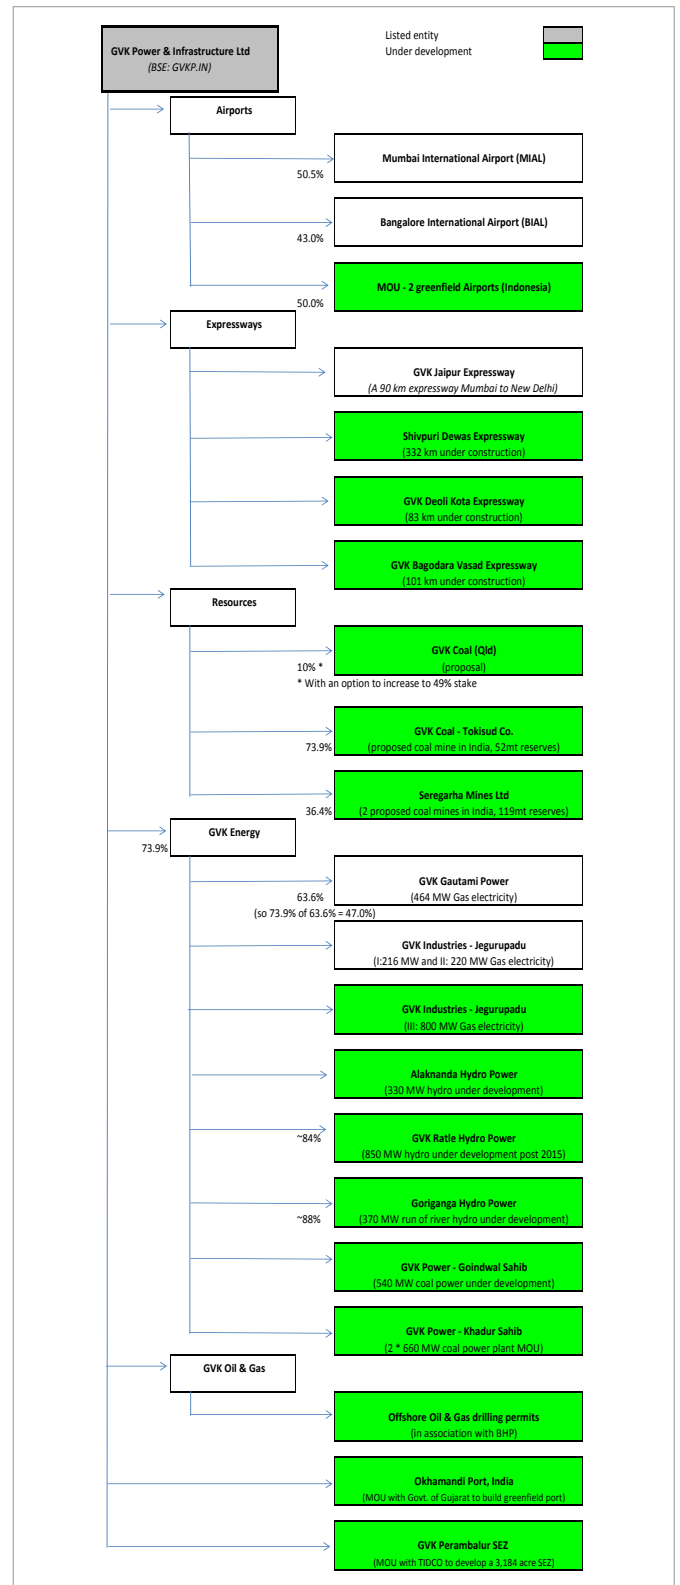 GVK Power & Infrastructure Ltd
(BSE: GVKP.IN)
Listed entity
Under development
Airports
Mumbai International Airport (MIAL)
50.5%
Bangalore International Airport (BIAL)
43.0%
MOU - 2 greenfield Airports (Indonesia)
50.0%
Expressways
GVK Jaipur Expressway
(A 90 km expressway Mumbai to New Delhi)
Shivpuri Dewas Expressway
(332 km under construction)
GVK Deoli Kota Expressway
(83 km under construction)
GVK Bagodara Vasad Expressway
(101 km under construction)
Resources
GVK Coal (Qld)
(proposal)
10% *
* With an option to increase to 49% stake
GVK Coal - Tokisud Co.
(proposed coal mine in India, 52mt reserves)
73.9%
Seregarha Mines Ltd
(2 proposed coal mines in India, 119mt reserves)
36.4%
GVK Energy
73.9%
GVK Gautami Power
(464 MW Gas electricity)
63.6%
(so 73.9% of 63.6% = 47.0%)
GVK Industries - Jegurupadu
(I:216 MW and II: 220 MW Gas electricity)
GVK Industries - Jegurupadu
(III: 800 MW Gas electricity)
Alaknanda Hydro Power
(330 MW hydro under development)
~84%
GVK Ratle Hydro Power
(850 MW hydro under development post 2015)
Goriganga Hydro Power
(370 MW run of river hydro under development)
~88%
GVK Power - Goindwal Sahib
(540 MW coal power under development)
GVK Power - Khadur Sahib
(2 * 660 MW coal power plant MOU)
GVK Oil & Gas
Offshore Oil & Gas drilling permits
(in association with BHP)
Okhamandi Port, India
(MOU with Govt. of Gujarat to build greenfield port)
GVK Perambalur SEZ
(MOU with TIDCO to develop a 3,184 acre SEZ)